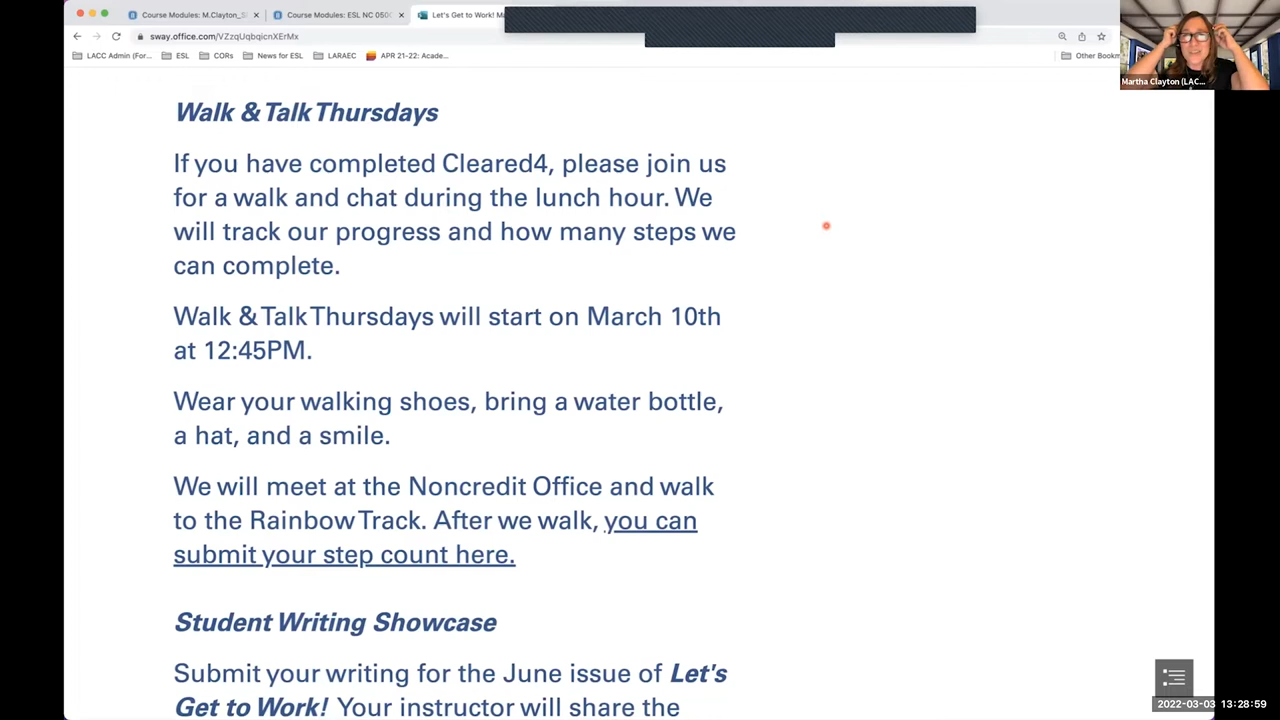 Course Modules: M.Clayton_S
Course Modules: ESL NC 050C
Let's Get to Work! Ma
sway.office.com/VZzqUqbqicnXErMx
LACC Admin (For...
ESL
CORs
News for ESL
LARAEC
APR 21-22: Acade...
Other Bookm
Martha Clayton (LAC...
Walk & Talk Thursdays
If you have completed Cleared4, please join us
for a walk and chat during the lunch hour. We
will track our progress and how many steps we
can complete.
Walk & Talk Thursdays will start on March 10th
at 12:45PM.
Wear your walking shoes, bring a water bottle,
a hat, and a smile.
We will meet at the Noncredit Office and walk
to the Rainbow Track. After we walk, you can
submit your step count here.
Student Writing Showcase
Submit your writing for the June issue of Let's
Get to Work! Your instructor will share the
2022-03-03 13:28:59